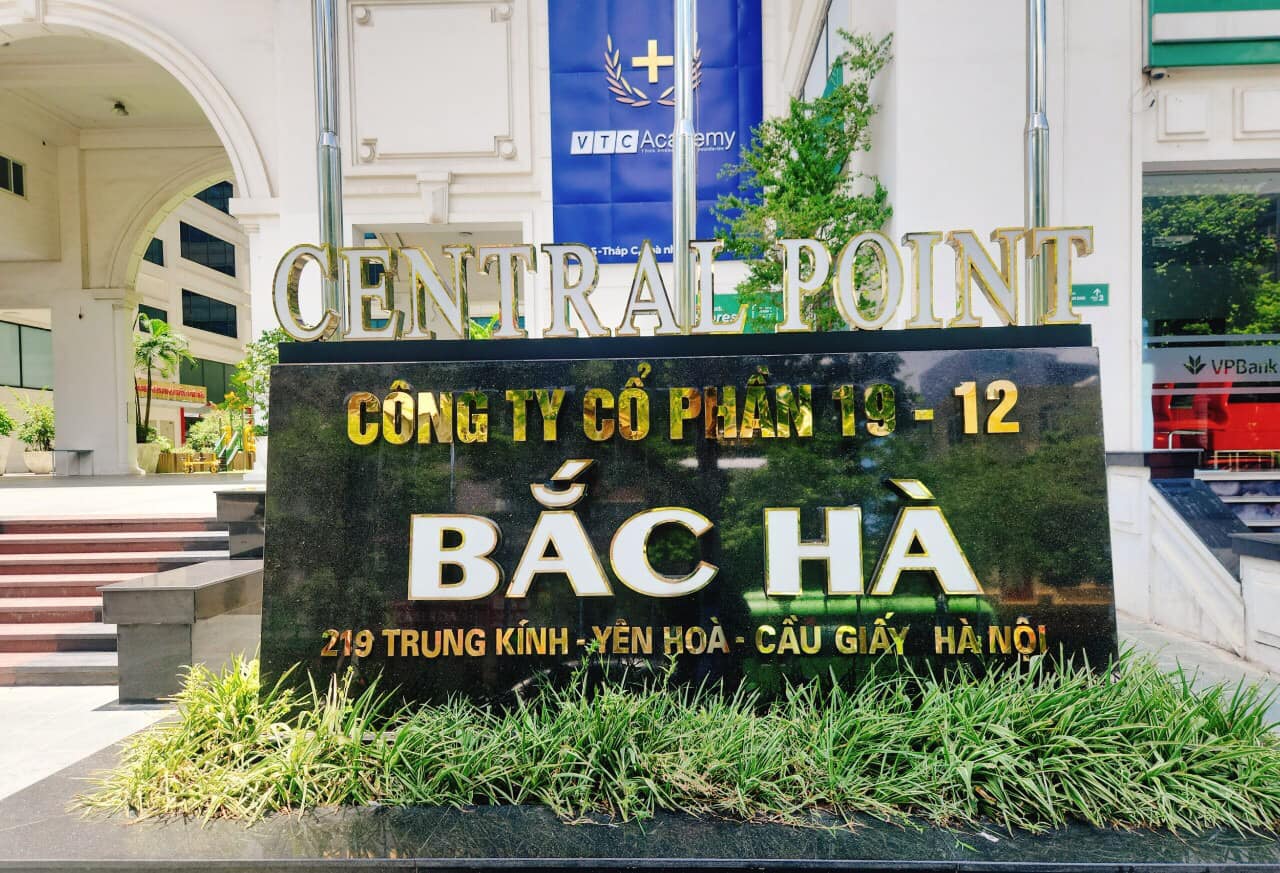 VTC Academy
CENTRAL POINT
CÔNG TY CỔ PHẦN 19 - 12
BẮC HÀ
219 TRUNG KÍNH - YÊN HOÀ - CẦU GIẤY HÀ NỘI
VPBank